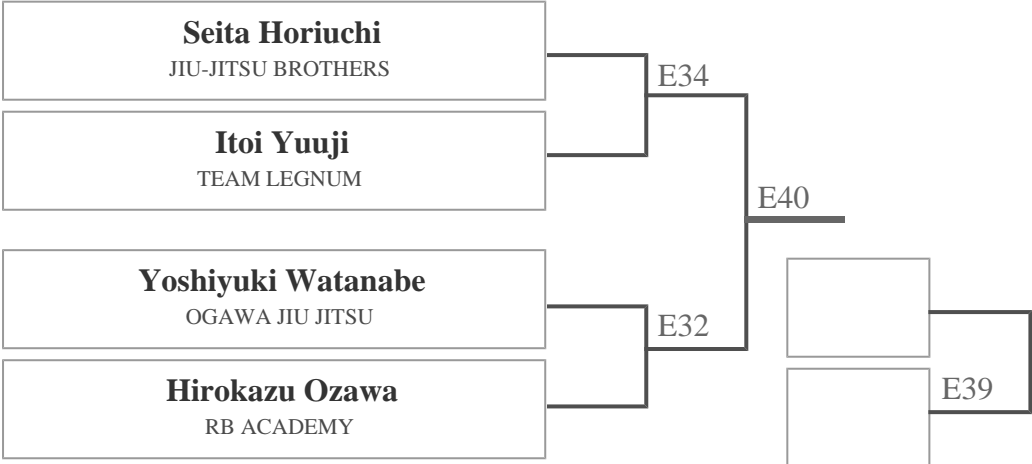 Seita Horiuchi
JIU-JITSU BROTHERS
E34
Itoi Yuuji
TEAM LEGNUM
E40
Yoshiyuki Watanabe
OGAWA JIU JITSU
E32
Hirokazu Ozawa
RB ACADEMY
E39